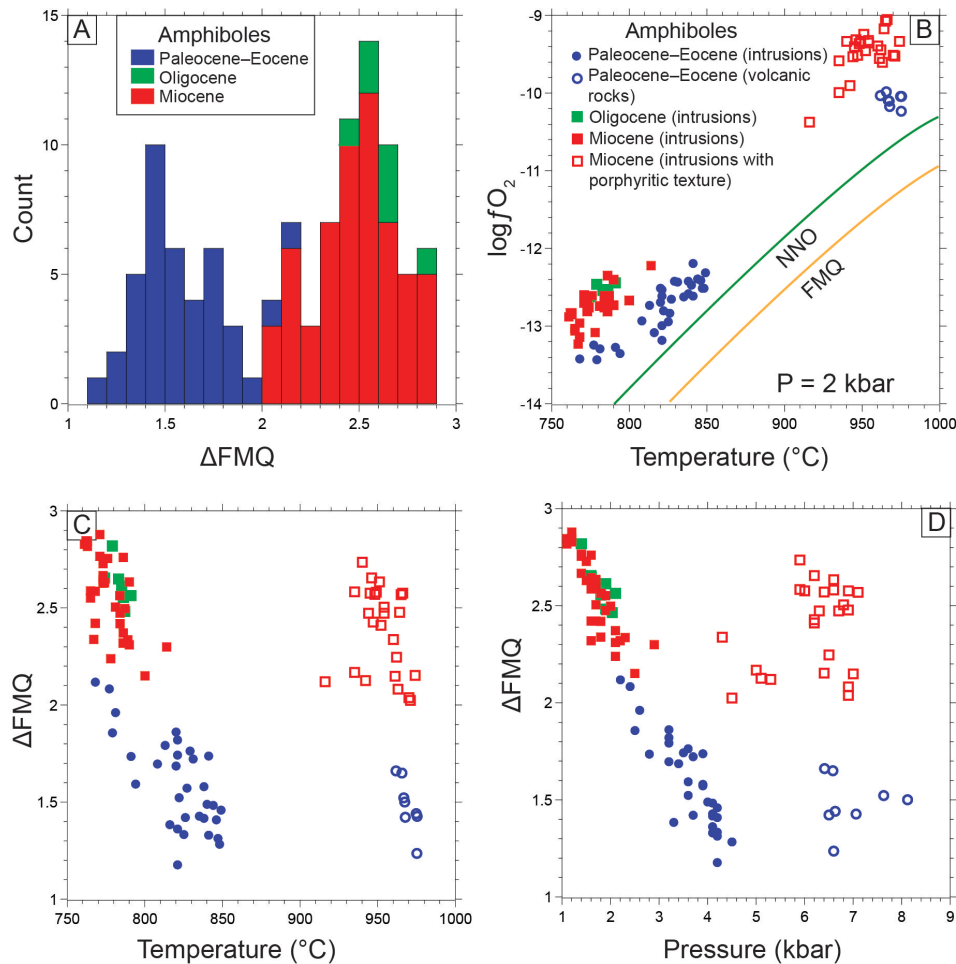 A
Amphiboles
Paleocene–Eocene
Oligocene
Miocene
15
10
5
0
Count
1
1.5
2
2.5
3
ΔFMQ
B
Amphiboles
Paleocene–Eocene (intrusions)
Paleocene–Eocene (volcanic
rocks)
Oligocene (intrusions)
Miocene (intrusions)
Miocene (intrusions with
porphyritic texture)
-9
-10
-11
-12
-13
-14
logfO2
NNO
FMQ
P = 2 kbar
750
800
850
900
950
1000
Temperature (°C)
C
3
2.5
2
1.5
1
ΔFMQ
750
800
850
900
950
1000
Temperature (°C)
D
3
2.5
2
1.5
1
ΔFMQ
1
2
3
4
5
6
7
8
9
Pressure (kbar)